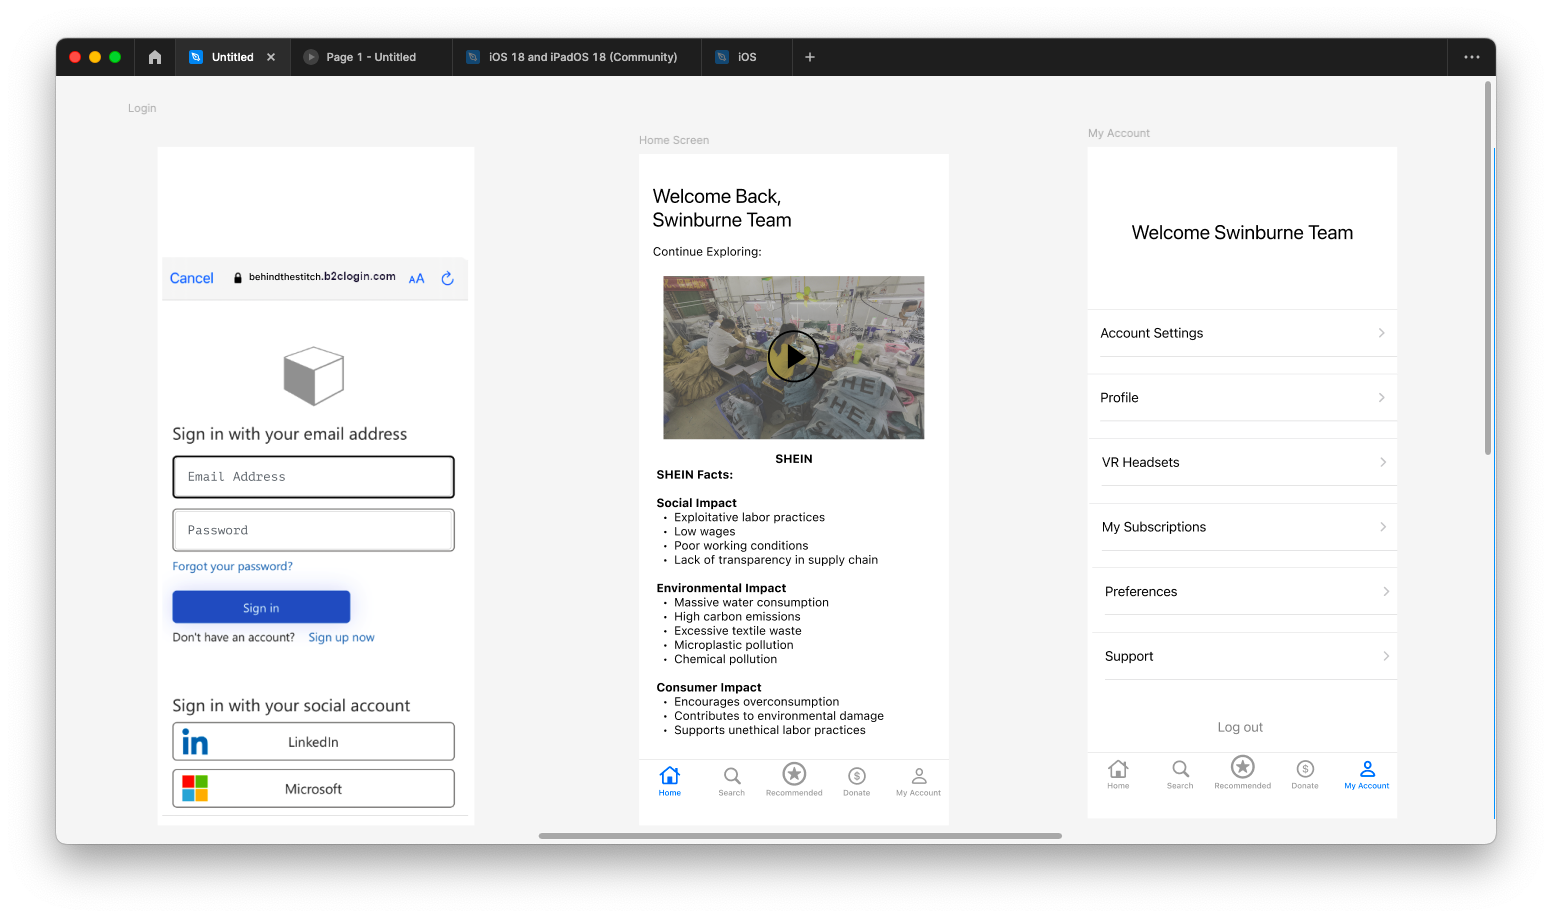 Untitled
Page 1 - Untitled
iOS 18 and iPadOS 18 (Community)
iOS
Login
Cancel
behindthestitch.b2clogin.com
AA
Sign in with your email address
Email Address
Password
Forgot your password?
Sign in
Don't have an account? Sign up now
Sign in with your social account
in
LinkedIn
Microsoft
Home Screen
Welcome Back,
Swinburne Team
Continue Exploring:
SHEIN
SHEIN
SHEIN
SHEIN Facts:
Social Impact
• Exploitative labor practices
• Low wages
• Poor working conditions
• Lack of transparency in supply chain
Environmental Impact
• Massive water consumption
• High carbon emissions
• Excessive textile waste
• Microplastic pollution
• Chemical pollution
Consumer Impact
• Encourages overconsumption
• Contributes to environmental damage
• Supports unethical labor practices
Home
Search
Recommended
$
Donate
My Account
My Account
Welcome Swinburne Team
Account Settings
Profile
VR Headsets
My Subscriptions
Preferences
Support
Log out
Home
Search
Recommended
$
Donate
My Account